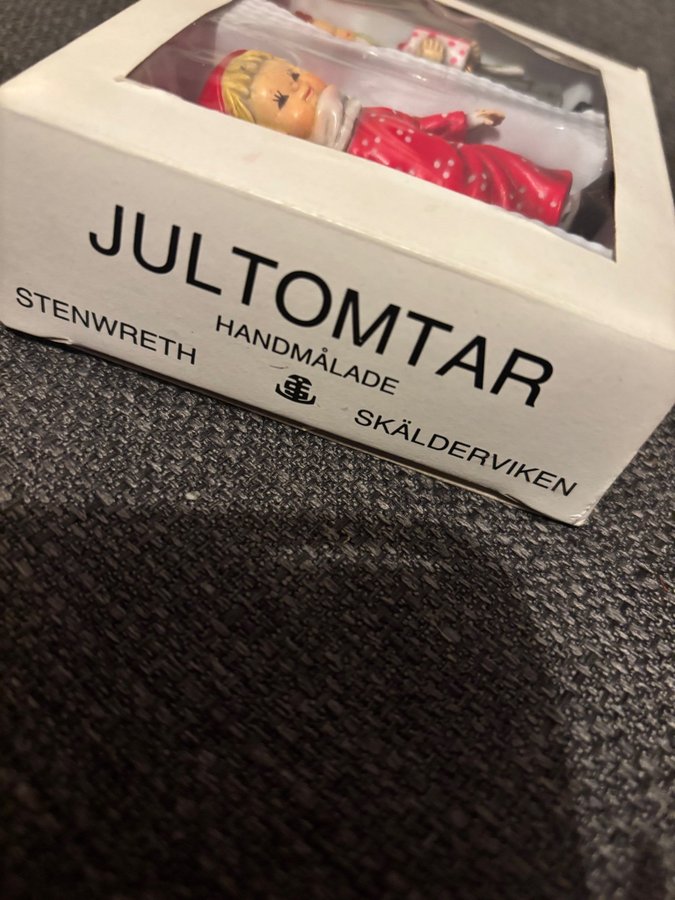 JULTOMTAR
HANDMÅLADE
STENWRETH
SKÄLDERVIKEN